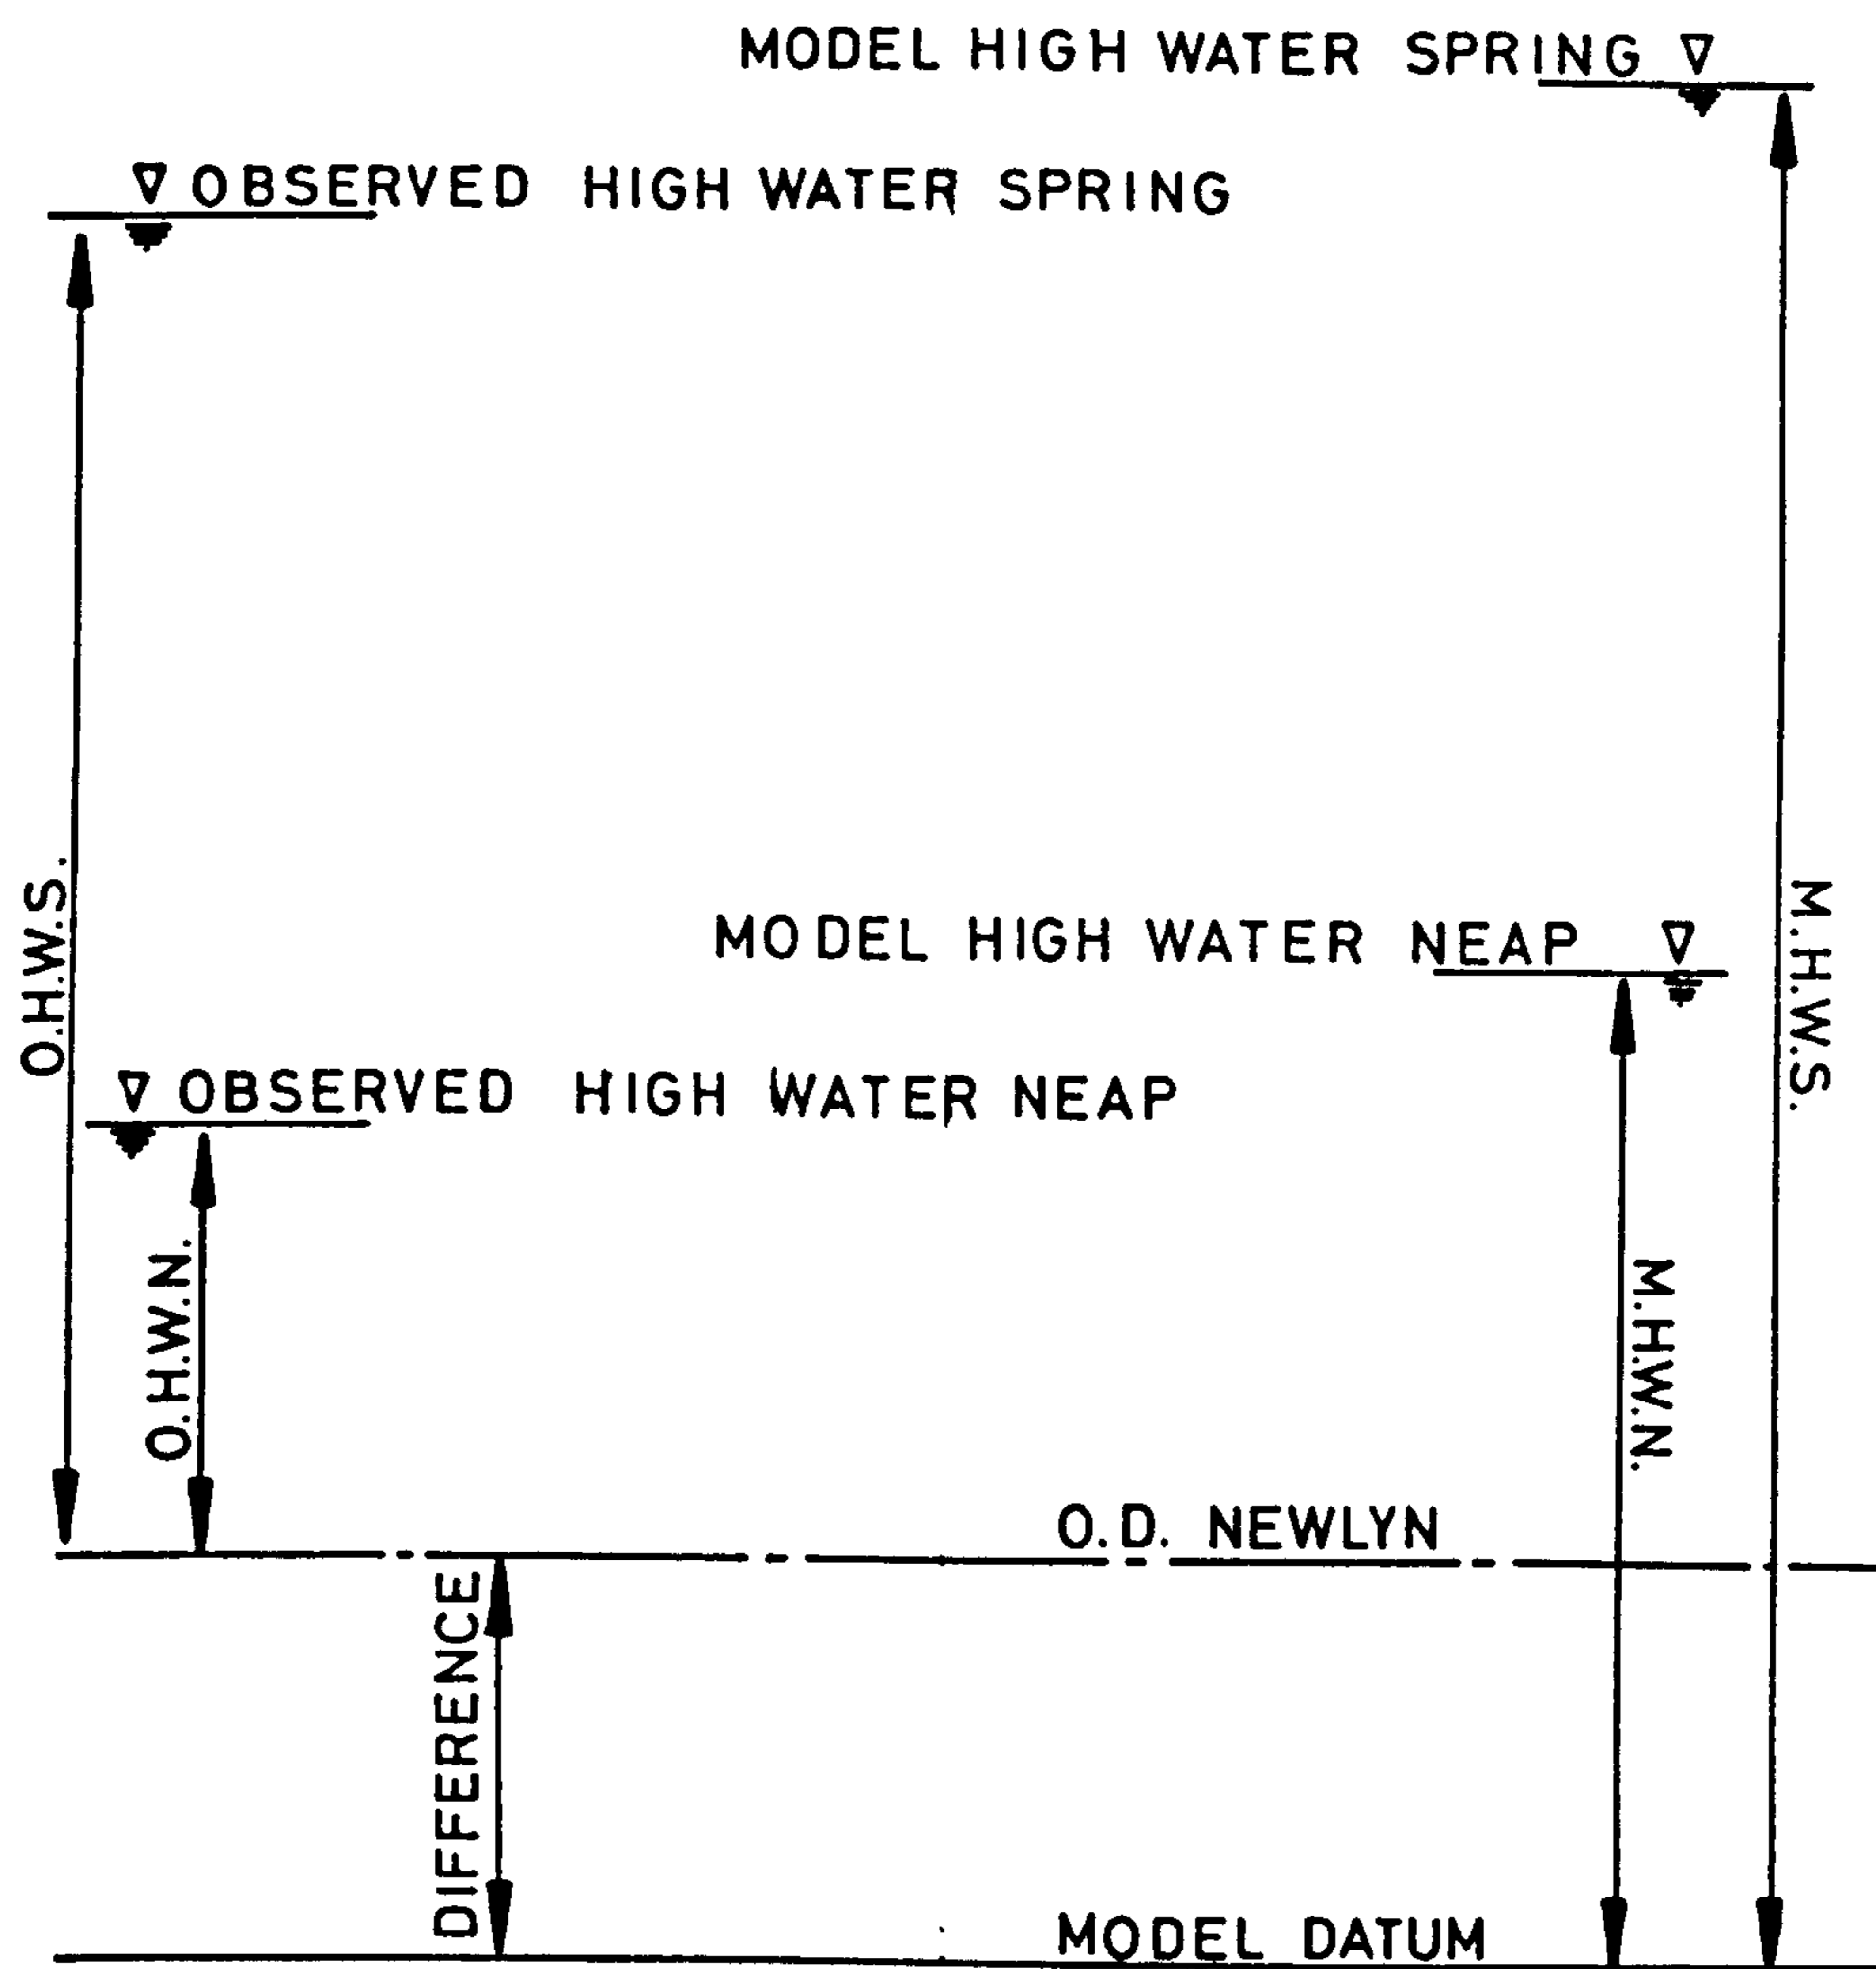 MODEL HIGH WATER SPRING
OBSERVED HIGH WATER SPRING
O.H.W.S.
M.H.W.S.
MODEL HIGH WATER NEAP
OBSERVED HIGH WATER NEAP
O.H.W.N.
M.H.W.N.
O.D. NEWLYN
DIFFERENCE
MODEL DATUM